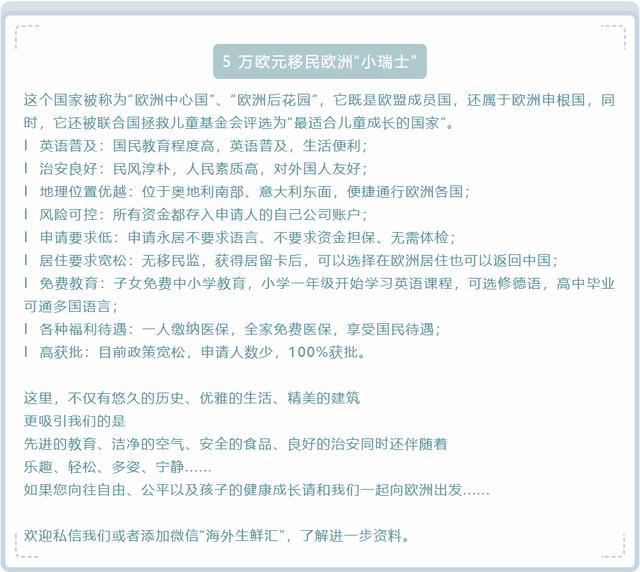 5 万欧元移民欧洲“小瑞士”
这个国家被称为“欧洲中心国”、“欧洲后花园”，它既是欧盟成员国，还属于欧洲申根国，同
时，它还被联合国拯救儿童基金会评选为“最适合儿童成长的国家”。
l 英语普及：国民教育程度高，英语普及，生活便利；
l 治安良好：民风淳朴，人民素质高，对外国人友好；
l 地理位置优越：位于奥地利南部、意大利东面，便捷通行欧洲各国；
l 风险可控：所有资金都存入申请人的自己公司账户；
l 申请要求低：申请永居不要求语言、不要求资金担保、无需体检；
l 居住要求宽松：无移民监，获得居留卡后，可以选择在欧洲居住也可以返回中国；
l 免费教育：子女免费中小学教育，小学一年级开始学习英语课程，可选修德语，高中毕业
可通多国语言；
l 各种福利待遇：一人缴纳医保，全家免费医保，享受国民待遇；
l 高获批：目前政策宽松，申请人数少，100%获批。
这里，不仅有悠久的历史、优雅的生活、精美的建筑
更吸引我们的是
先进的教育、洁净的空气、安全的食品、良好的治安同时还伴随着
乐趣、轻松、多姿、宁静……
如果您向往自由、公平以及孩子的健康成长请和我们一起向欧洲出发……
欢迎私信我们或者添加微信“海外生鲜汇”，了解进一步资料。